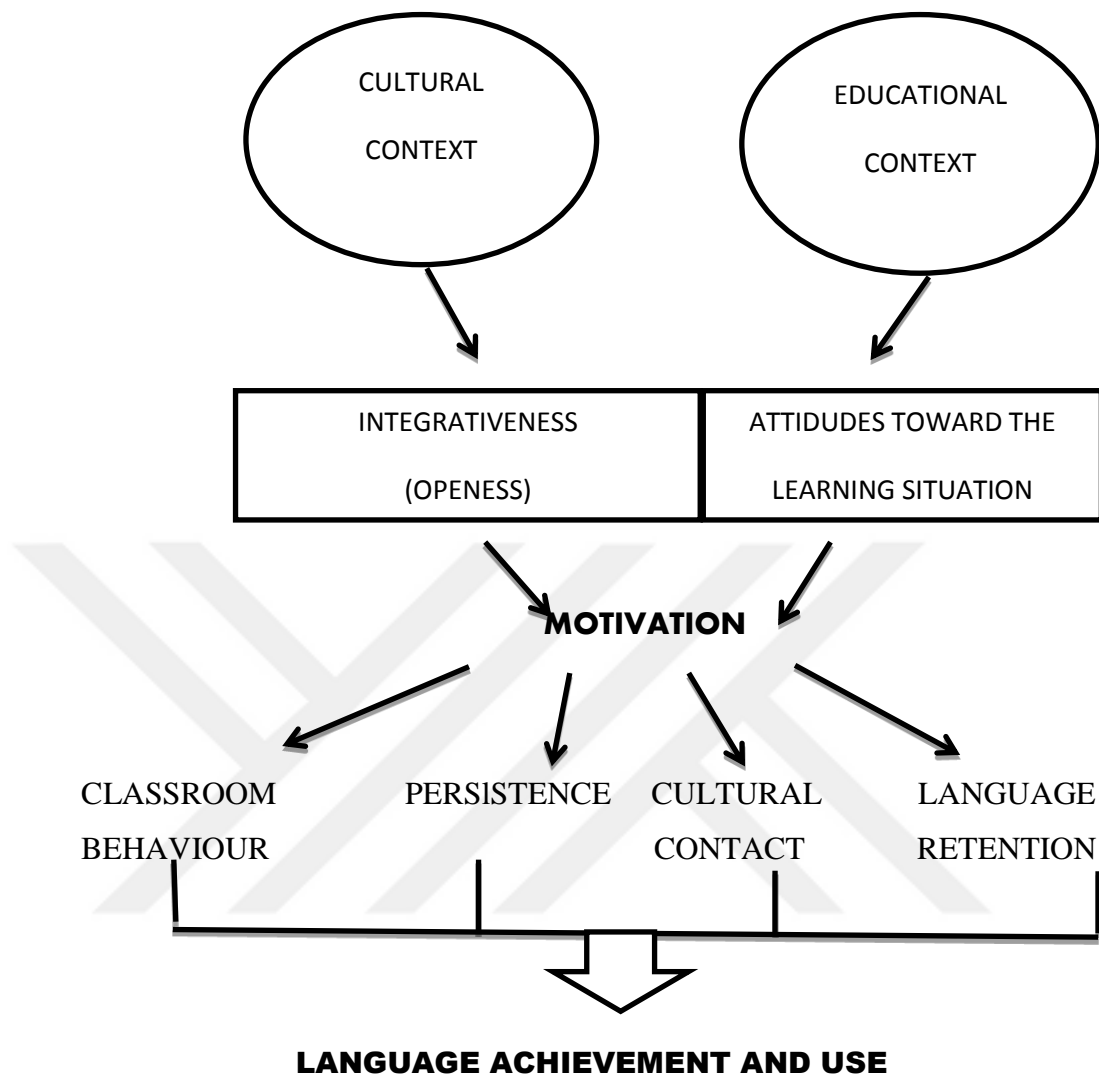 CULTURAL
CONTEXT
EDUCATIONAL
CONTEXT
INTEGRATIVENESS
(OPENESS)
ATTIDUDES TOWARD THE
LEARNING SITUATION
MOTIVATION
CLASSROOM
BEHAVIOUR
PERSISTENCE
CULTURAL
CONTACT
LANGUAGE
RETENTION
LANGUAGE ACHIEVEMENT AND USE